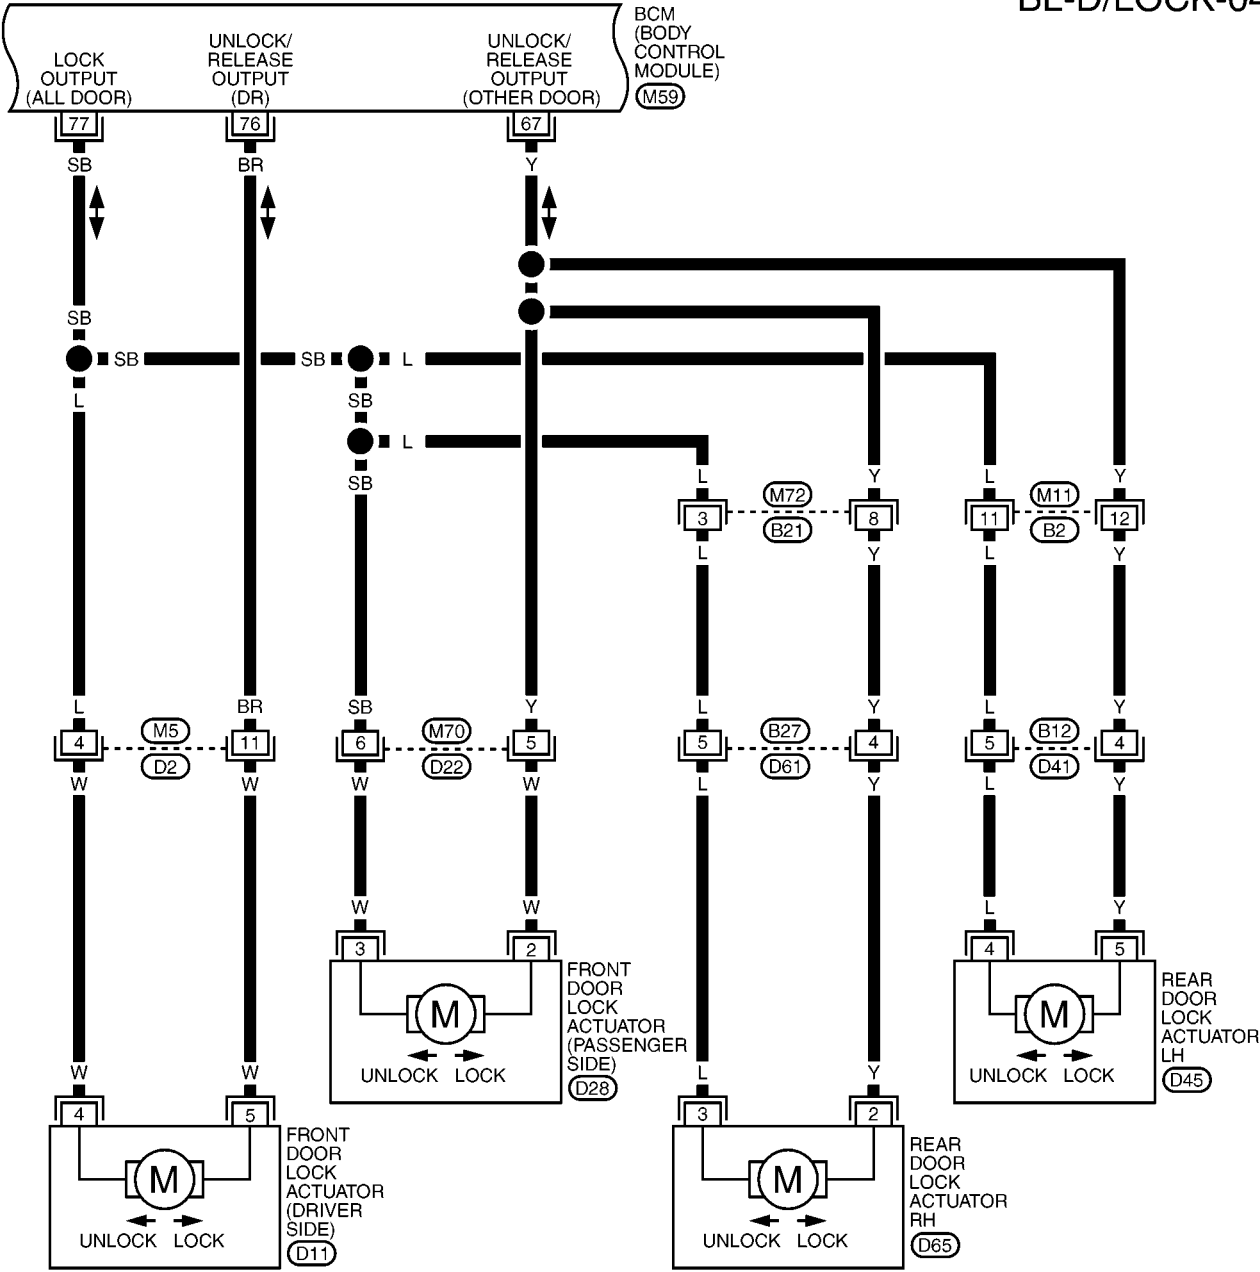 BL-D/LOCK-04
BCM
(BODY
CONTROL
MODULE)
M59
LOCK
OUTPUT
(ALL DOOR)
UNLOCK/
RELEASE
OUTPUT
(DR)
UNLOCK/
RELEASE
OUTPUT
(OTHER DOOR)
77 76 67
SB BR Y
SB
SB SB L
L SB
L
SB
L Y L Y
3 M72 8 11 M11 12
B21 B2
L Y L Y
L BR SB Y L Y L Y
4 M5 11 6 M70 5 5 B27 4 5 B12 4
D2 D22 D61 D41
W W W W L Y L Y
W W L Y
3 2 4 5
M M
UNLOCK LOCK
FRONT
DOOR
LOCK
ACTUATOR
(PASSENGER
SIDE)
D28
UNLOCK LOCK
REAR
DOOR
LOCK
ACTUATOR
LH
D45
W W L Y
4 5 3 2
M M
UNLOCK LOCK
FRONT
DOOR
LOCK
ACTUATOR
(DRIVER
SIDE)
D11
UNLOCK LOCK
REAR
DOOR
LOCK
ACTUATOR
RH
D65